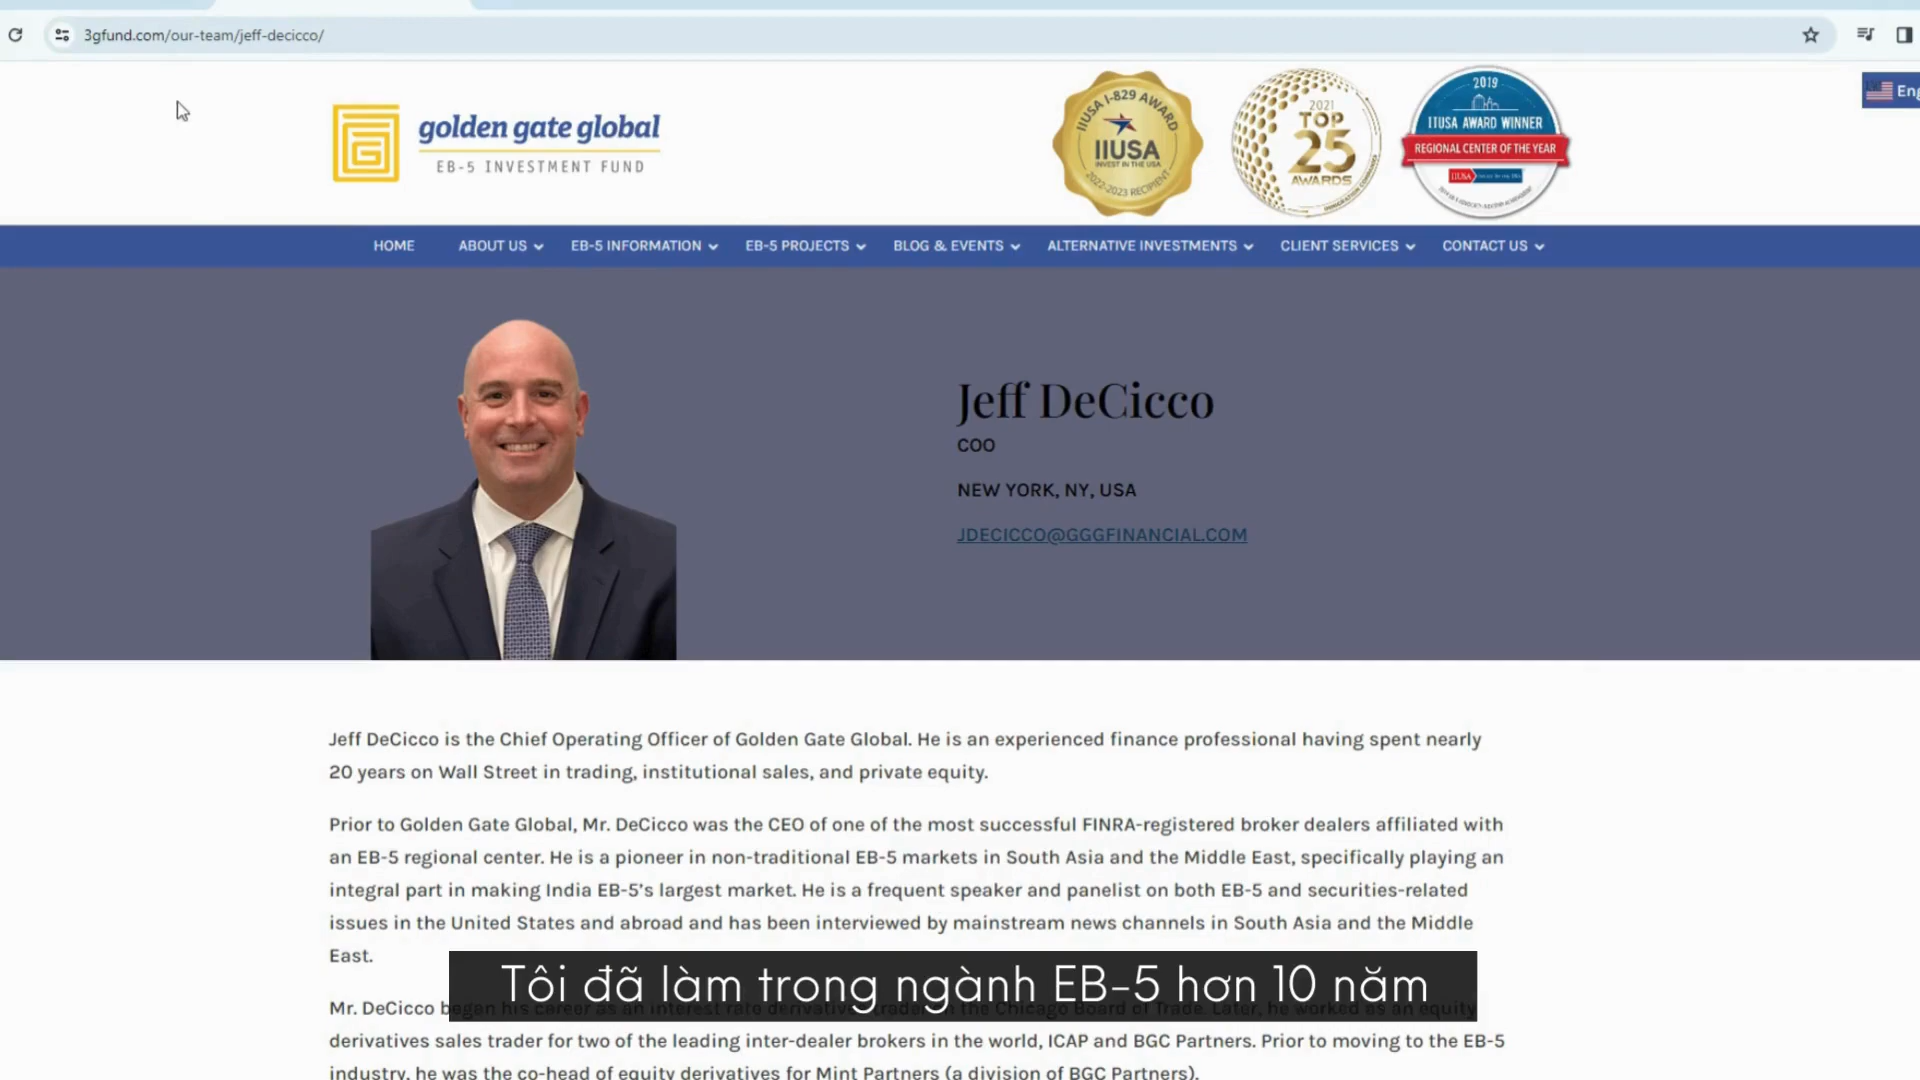 3gfund.com/our-team/jeff-decicco/
golden gate global
EB-5 INVESTMENT FUND
IIUSA I-829 AWARD
IIUSA
INVEST IN THE USA
2022-2023 RECIPIENT
2021
TOP
25
AWARDS
2019
IIUSA AWARD WINNER
REGIONAL CENTER OF THE YEAR
IIUSA
Eng
HOME ABOUT US EB-5 INFORMATION EB-5 PROJECTS BLOG & EVENTS ALTERNATIVE INVESTMENTS CLIENT SERVICES CONTACT US
Jeff DeCicco
COO
NEW YORK, NY, USA
JDECICCO@GGGFINANCIAL.COM
Jeff DeCicco is the Chief Operating Officer of Golden Gate Global. He is an experienced finance professional having spent nearly
20 years on Wall Street in trading, institutional sales, and private equity.
Prior to Golden Gate Global, Mr. DeCicco was the CEO of one of the most successful FINRA-registered broker dealers affiliated with
an EB-5 regional center. He is a pioneer in non-traditional EB-5 markets in South Asia and the Middle East, specifically playing an
integral part in making India EB-5's largest market. He is a frequent speaker and panelist on both EB-5 and securities-related
issues in the United States and abroad and has been interviewed by mainstream news channels in South Asia and the Middle
East.
Tôi đã làm trong ngành EB-5 hơn 10 năm
Mr. DeCicco began his career as an interest rate derivative trader on the Chicago Board of Trade. Later, he worked as an equity
derivatives sales trader for two of the leading inter-dealer brokers in the world, ICAP and BGC Partners. Prior to moving to the EB-5
industry, he was the co-head of equity derivatives for Mint Partners (a division of BGC Partners).